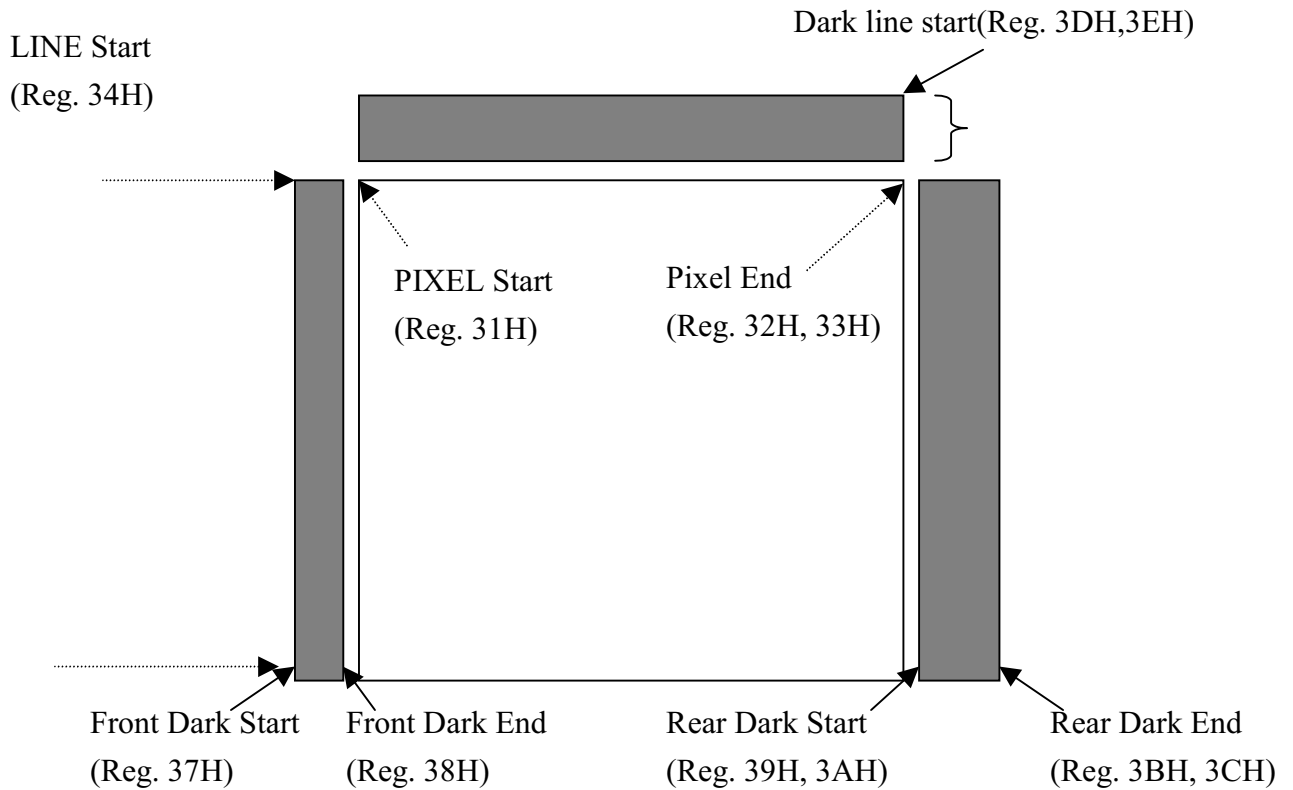 Dark line start(Reg. 3DH,3EH)
LINE Start
(Reg. 34H)
PIXEL Start
(Reg. 31H)
Pixel End
(Reg. 32H, 33H)
Front Dark Start
(Reg. 37H)
Front Dark End
(Reg. 38H)
Rear Dark Start
(Reg. 39H, 3AH)
Rear Dark End
(Reg. 3BH, 3CH)